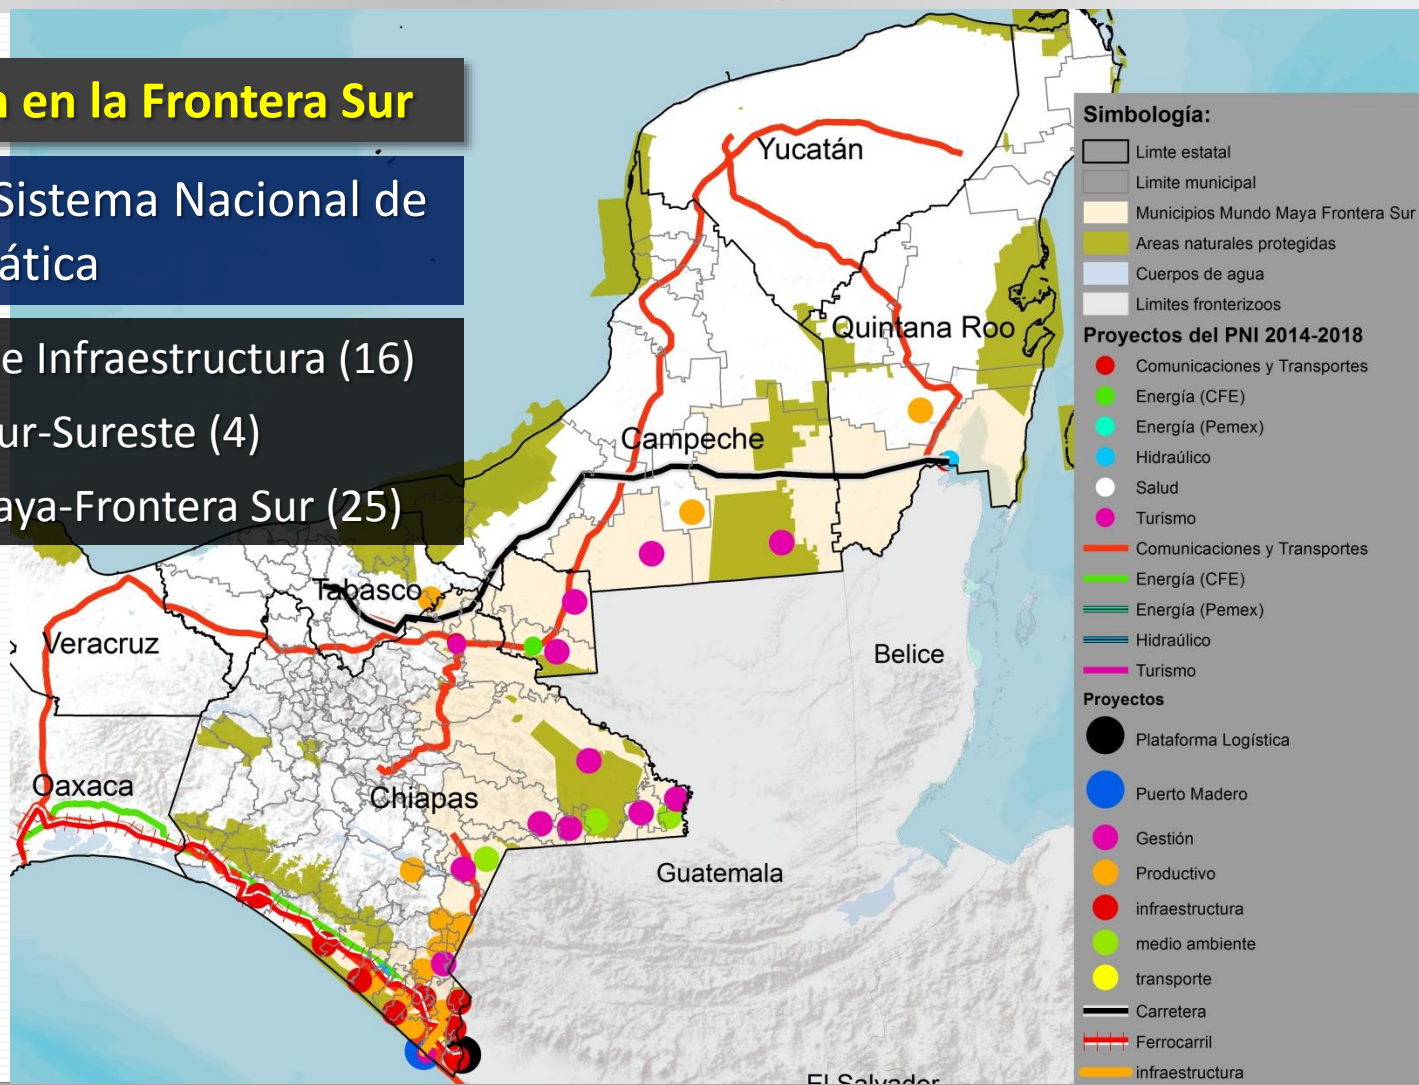 en la Frontera Sur
Sistema Nacional de
ática
e Infraestructura (16)
ur-Sureste (4)
aya-Frontera Sur (25)
Yucatán
Quintana Roo
Campeche
Tabasco
Veracruz
Belice
Oaxaca
Chiapas
Guatemala
El Salvador
Simbología:
Limte estatal
Limite municipal
Municipios Mundo Maya Frontera Sur
Areas naturales protegidas
Cuerpos de agua
Limites fronterizoos
Proyectos del PNI 2014-2018
Comunicaciones y Transportes
Energía (CFE)
Energía (Pemex)
Hidraúlico
Salud
Turismo
Comunicaciones y Transportes
Energía (CFE)
Energía (Pemex)
Hidraúlico
Turismo
Proyectos
Plataforma Logística
Puerto Madero
Gestión
Productivo
infraestructura
medio ambiente
transporte
Carretera
Ferrocarril
infraestructura